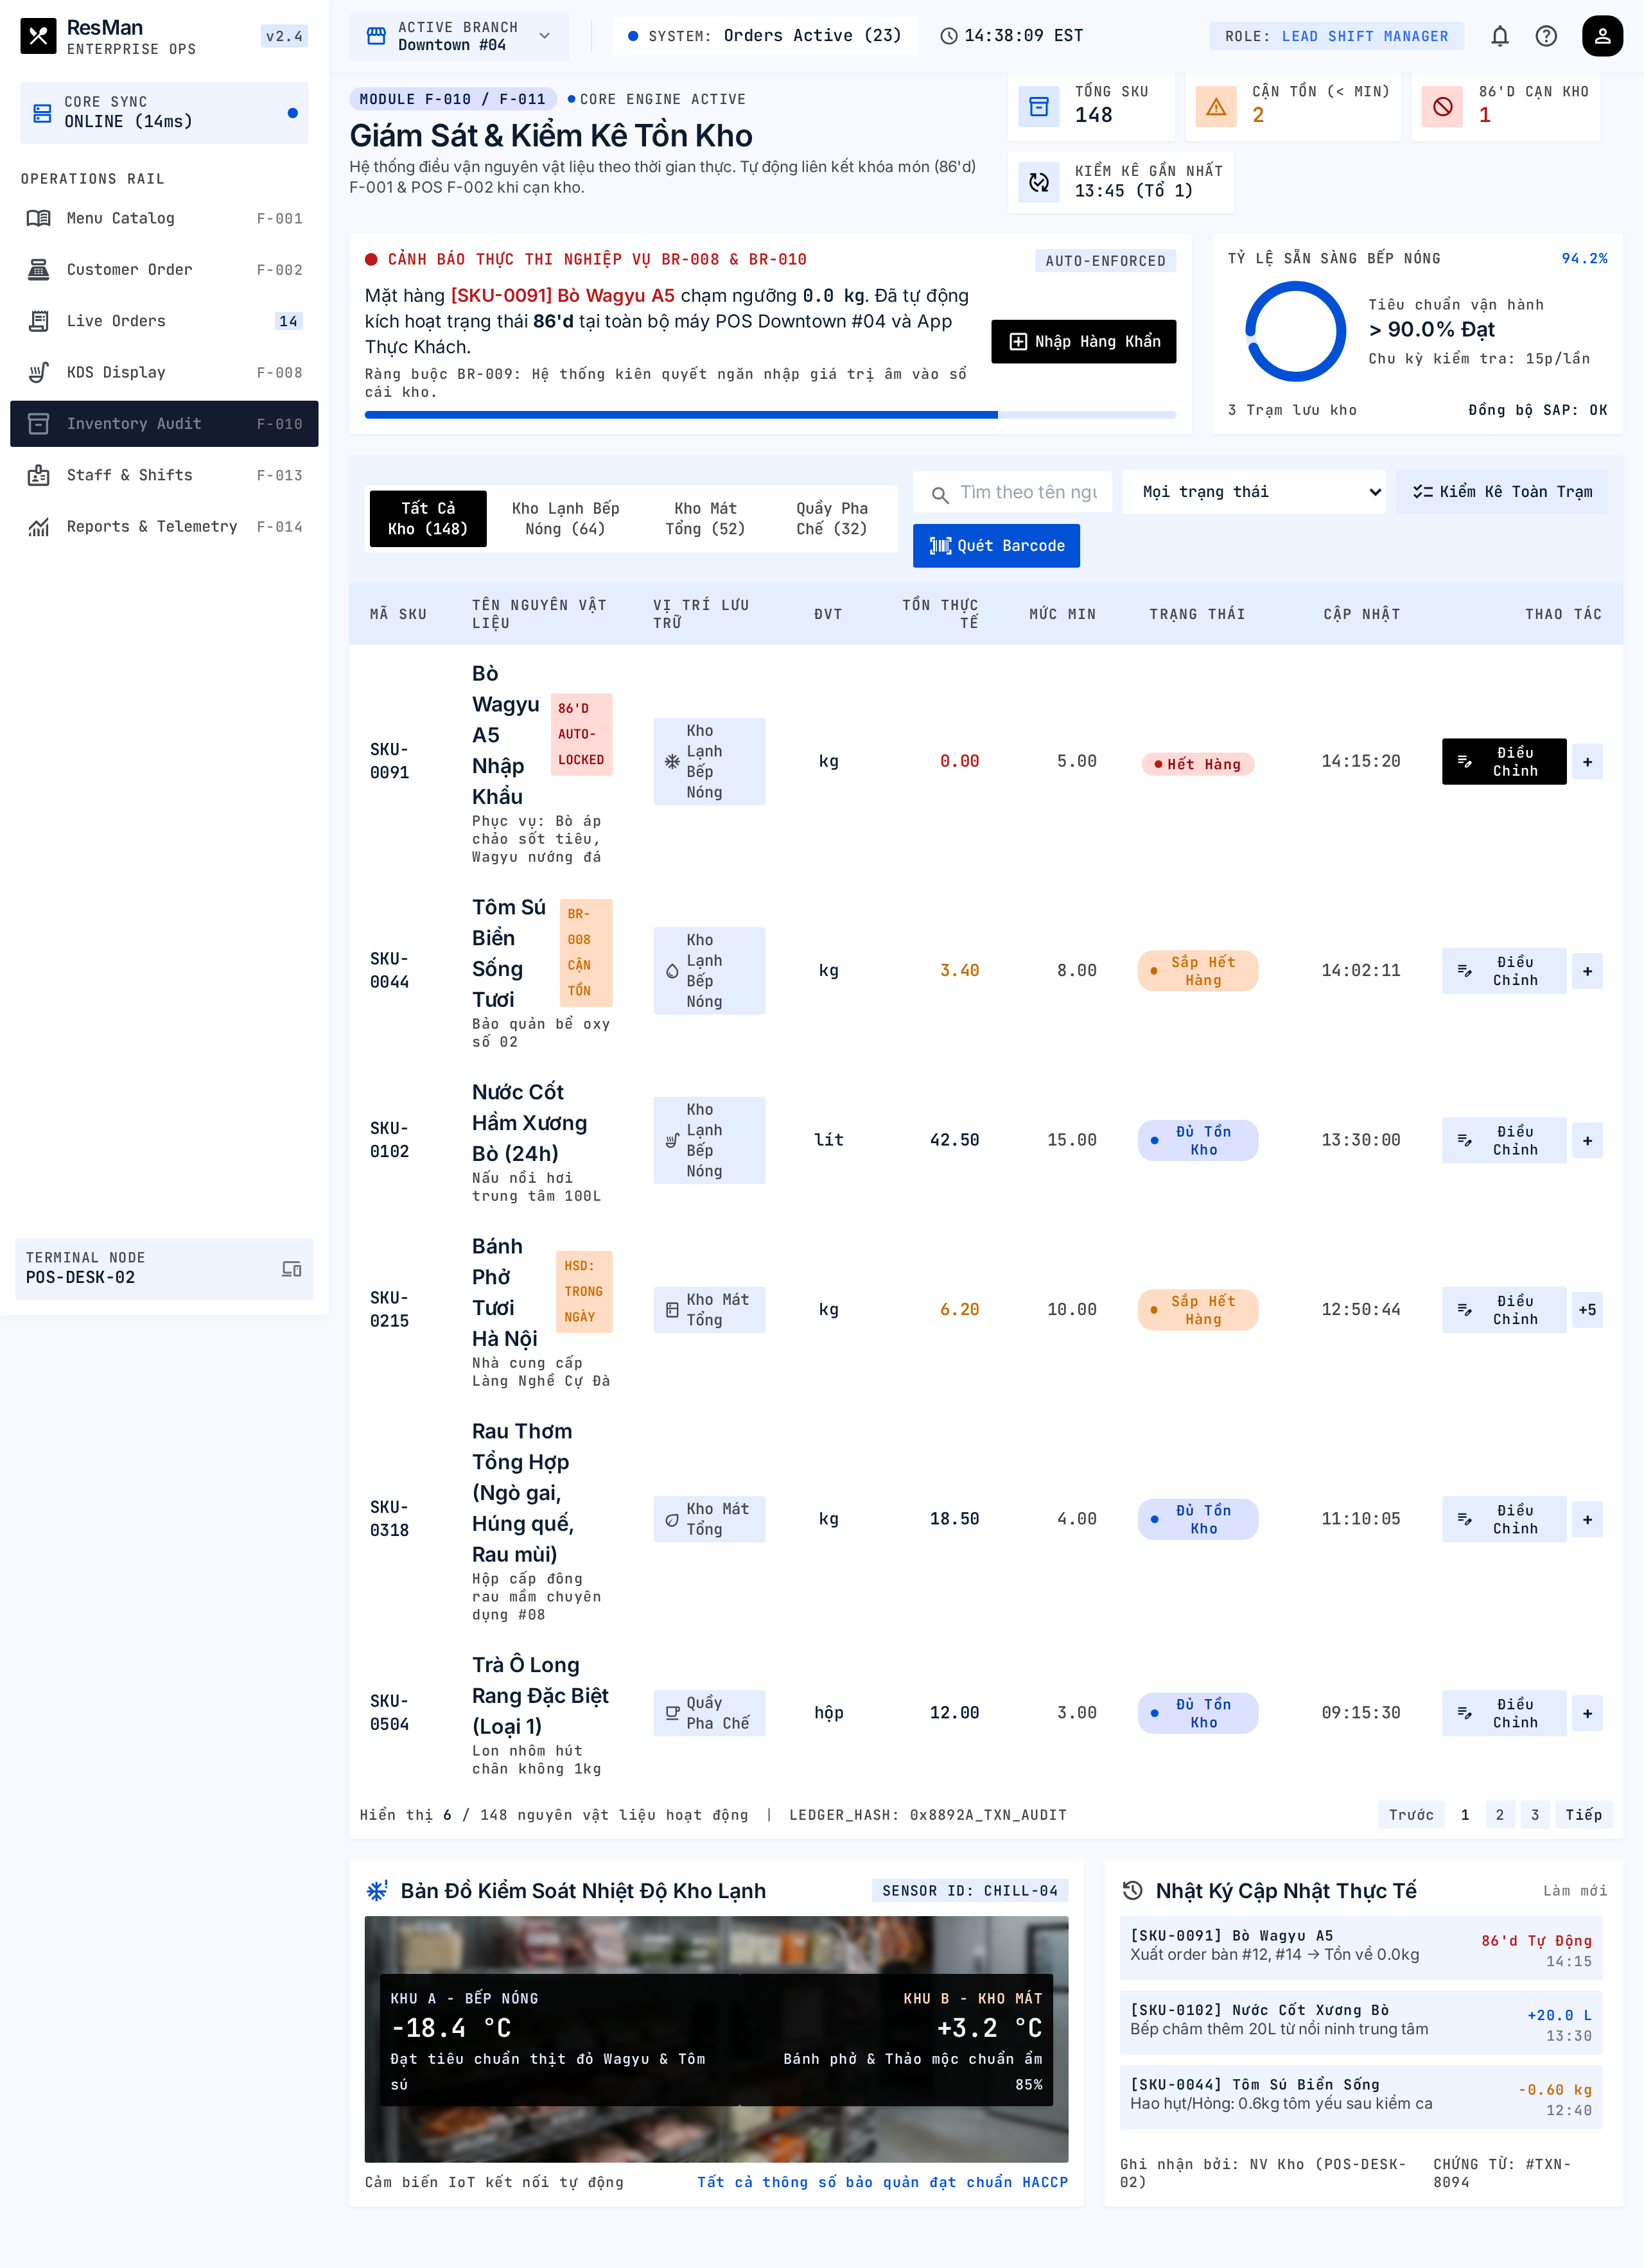 ResMan
ENTERPRISE OPS
v2.4
CORE SYNC
ONLINE (14ms)
OPERATIONS RAIL
Menu Catalog F-001
Customer Order F-002
Live Orders 14
KDS Display F-008
Inventory Audit F-010
Staff & Shifts F-013
Reports & Telemetry F-014
TERMINAL NODE
POS-DESK-02
ACTIVE BRANCH
Downtown #04
SYSTEM: Orders Active (23)
14:38:09 EST
ROLE: LEAD SHIFT MANAGER
MODULE F-010 / F-011
CORE ENGINE ACTIVE
Giám Sát & Kiểm Kê Tồn Kho
Hệ thống điều vận nguyên vật liệu theo thời gian thực. Tự động liên kết khóa món (86'd)
F-001 & POS F-002 khi cạn kho.
TỔNG SKU
148
CẬN TỒN (< MIN)
2
86'D CẠN KHO
1
KIỂM KÊ GẦN NHẤT
13:45 (Tổ 1)
CẢNH BÁO THỰC THI NGHIỆP VỤ BR-008 & BR-010
AUTO-ENFORCED
Mặt hàng [SKU-0091] Bò Wagyu A5 chạm ngưỡng 0.0 kg. Đã tự động
kích hoạt trạng thái 86'd tại toàn bộ máy POS Downtown #04 và App
Thực Khách.
Ràng buộc BR-009: Hệ thống kiên quyết ngăn nhập giá trị âm vào sổ
cái kho.
Nhập Hàng Khẩn
TỶ LỆ SẴN SÀNG BẾP NÓNG
94.2%
Tiêu chuẩn vận hành
> 90.0% Đạt
Chu kỳ kiểm tra: 15p/lần
3 Trạm lưu kho
Đồng bộ SAP: OK
Tất Cả
Kho (148)
Kho Lạnh Bếp
Nóng (64)
Kho Mát
Tổng (52)
Quầy Pha
Chế (32)
Tìm theo tên ngu
Mọi trạng thái
Kiểm Kê Toàn Trạm
Quét Barcode
MÃ SKU
TÊN NGUYÊN VẬT
LIỆU
VỊ TRÍ LƯU
TRỮ
ĐVT
TỒN THỰC
TẾ
MỨC MIN
TRẠNG THÁI
CẬP NHẬT
THAO TÁC
SKU-
0091
Bò
Wagyu
A5
Nhập
Khẩu
86'D
AUTO-
LOCKED
Phục vụ: Bò áp
chảo sốt tiêu,
Wagyu nướng đá
Kho
Lạnh
Bếp
Nóng
kg
0.00
5.00
Hết Hàng
14:15:20
Điều
Chỉnh
+
SKU-
0044
Tôm Sú
Biển
Sống
Tươi
BR-
008
CẬN
TỒN
Bảo quản bể oxy
số 02
Kho
Lạnh
Bếp
Nóng
kg
3.40
8.00
Sắp Hết
Hàng
14:02:11
Điều
Chỉnh
+
SKU-
0102
Nước Cốt
Hầm Xương
Bò (24h)
Nấu nồi hơi
trung tâm 100L
Kho
Lạnh
Bếp
Nóng
lít
42.50
15.00
Đủ Tồn
Kho
13:30:00
Điều
Chỉnh
+
SKU-
0215
Bánh
Phở
Tươi
Hà Nội
HSD:
TRONG
NGÀY
Nhà cung cấp
Làng Nghề Cự Đà
Kho Mát
Tổng
kg
6.20
10.00
Sắp Hết
Hàng
12:50:44
Điều
Chỉnh
+5
SKU-
0318
Rau Thơm
Tổng Hợp
(Ngò gai,
Húng quế,
Rau mùi)
Hộp cấp đông
rau mầm chuyên
dụng #08
Kho Mát
Tổng
kg
18.50
4.00
Đủ Tồn
Kho
11:10:05
Điều
Chỉnh
+
SKU-
0504
Trà Ô Long
Rang Đặc Biệt
(Loại 1)
Lon nhôm hút
chân không 1kg
Quầy
Pha Chế
hộp
12.00
3.00
Đủ Tồn
Kho
09:15:30
Điều
Chỉnh
+
Hiển thị 6 / 148 nguyên vật liệu hoạt động | LEDGER_HASH: 0x8892A_TXN_AUDIT
Trước 1 2 3 Tiếp
Bản Đồ Kiểm Soát Nhiệt Độ Kho Lạnh
SENSOR ID: CHILL-04
KHU A - BẾP NÓNG
-18.4 °C
Đạt tiêu chuẩn thịt đỏ Wagyu & Tôm
sú
KHU B - KHO MÁT
+3.2 °C
Bánh phở & Thảo mộc chuẩn ẩm
85%
Cảm biến IoT kết nối tự động
Tất cả thông số bảo quản đạt chuẩn HACCP
Nhật Ký Cập Nhật Thực Tế
Làm mới
[SKU-0091] Bò Wagyu A5
Xuất order bàn #12, #14 → Tồn về 0.0kg
86'd Tự Động
14:15
[SKU-0102] Nước Cốt Xương Bò
Bếp châm thêm 20L từ nồi ninh trung tâm
+20.0 L
13:30
[SKU-0044] Tôm Sú Biển Sống
Hao hụt/Hỏng: 0.6kg tôm yếu sau kiểm ca
-0.60 kg
12:40
Ghi nhận bởi: NV Kho (POS-DESK-
02)
CHỨNG TỪ: #TXN-
8094